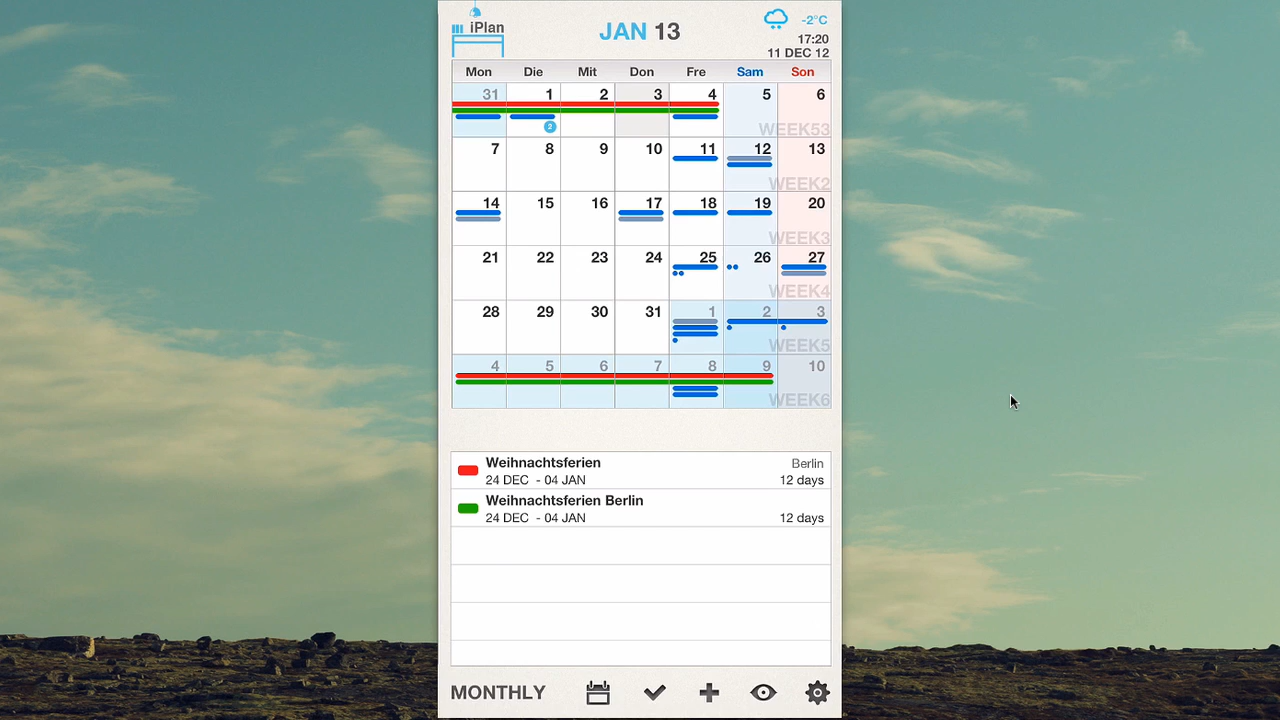 iPlan
JAN 13
-2°C
17:20
11 DEC 12
Mon Die Mit Don Fre Sam Son
31 1 2 3 4 5 6
2
WEEK53
7 8 9 10 11 12 13
WEEK2
14 15 16 17 18 19 20
WEEK3
21 22 23 24 25 26 27
WEEK4
28 29 30 31 1 2 3
WEEK5
4 5 6 7 8 9 10
WEEK6
Weihnachtsferien Berlin
24 DEC - 04 JAN 12 days
Weihnachtsferien Berlin
24 DEC - 04 JAN 12 days
MONTHLY